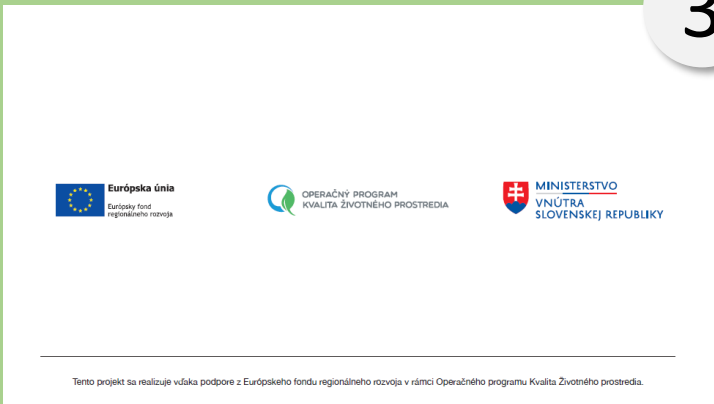 3
Európska únia
Európsky fond
regionálneho rozvoja
OPERAČNÝ PROGRAM
KVALITA ŽIVOTNÉHO PROSTREDIA
MINISTERSTVO
VNÚTRA
SLOVENSKEJ REPUBLIKY
Tento projekt sa realizuje vďaka podpore z Európskeho fondu regionálneho rozvoja v rámci Operačného programu Kvalita Životného prostredia.